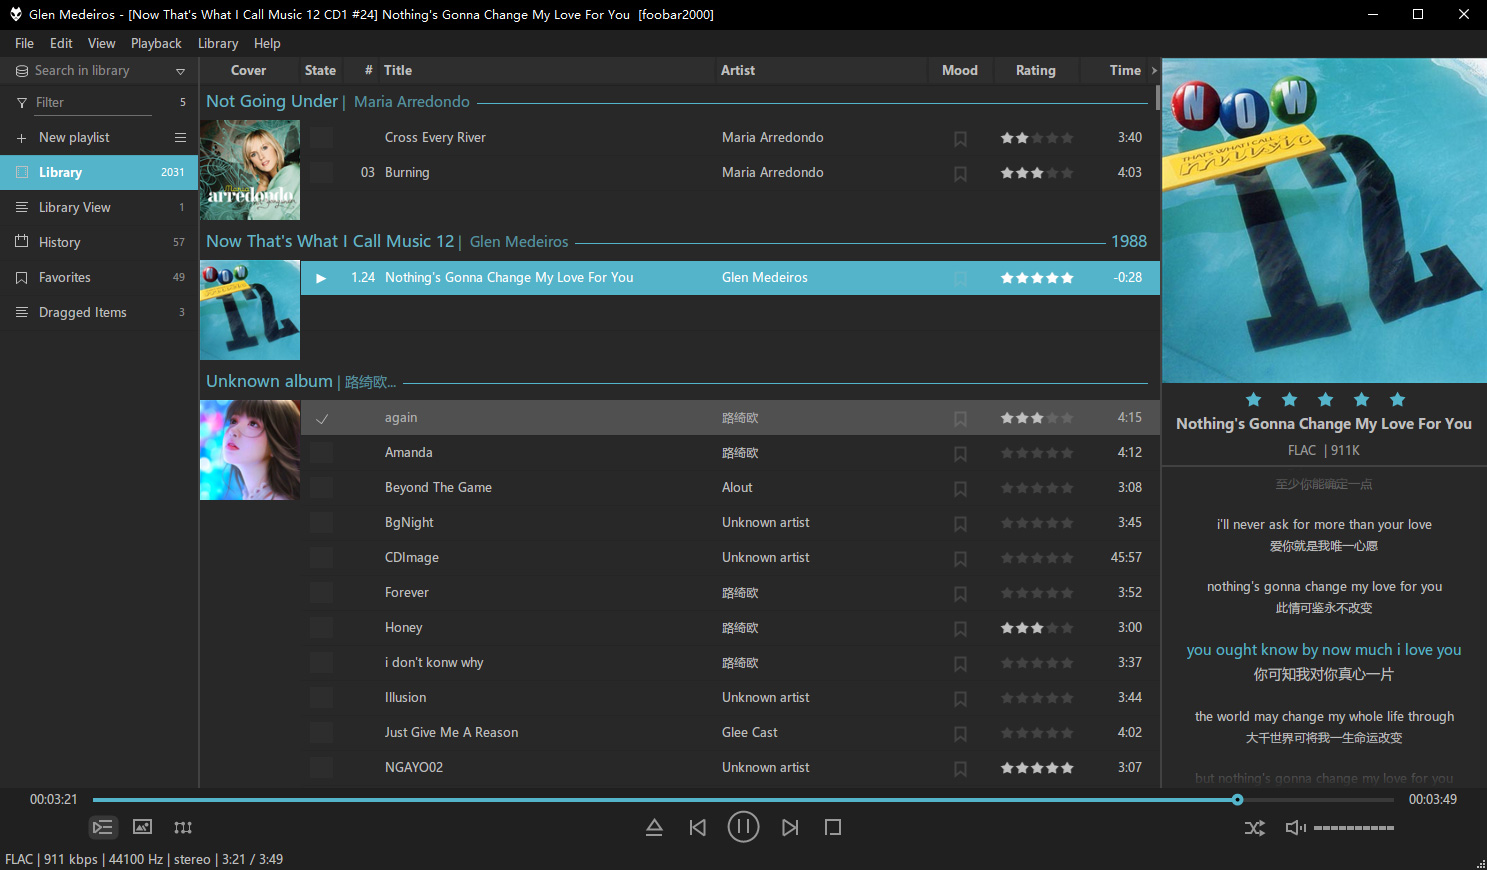 Glen Medeiros - [Now That's What I Call Music 12 CD1 #24] Nothing's Gonna Change My Love For You [foobar2000]
File Edit View Playback Library Help
Search in library
Filter 5
New playlist
Library 2031
Library View 1
History 57
Favorites 49
Dragged Items 3
Cover State # Title Artist Mood Rating Time
Not Going Under | Maria Arredondo
Maria
arredondo
Cross Every River Maria Arredondo 3:40
03 Burning Maria Arredondo 4:03
Now That's What I Call Music 12 | Glen Medeiros 1988
NOW
12
1.24 Nothing's Gonna Change My Love For You Glen Medeiros -0:28
Unknown album | 路绮欧...
again 路绮欧 4:15
Amanda 路绮欧 4:12
Beyond The Game Alout 3:08
BgNight Unknown artist 3:45
CDImage Unknown artist 45:57
Forever 路绮欧 3:52
Honey 路绮欧 3:00
i don't konw why 路绮欧 3:37
Illusion Unknown artist 3:44
Just Give Me A Reason Glee Cast 4:02
NGAYO02 Unknown artist 3:07
NOW
THAT'S WHAT I CALL
music
12
Nothing's Gonna Change My Love For You
FLAC | 911K
至少你能确定一点
i'll never ask for more than your love
爱你就是我唯一心愿
nothing's gonna change my love for you
此情可鉴永不改变
you ought know by now much i love you
你可知我对你真心一片
the world may change my whole life through
大千世界可将我一生命运改变
but nothing's gonna change my love for you
00:03:21 00:03:49
FLAC | 911 kbps | 44100 Hz | stereo | 3:21 / 3:49